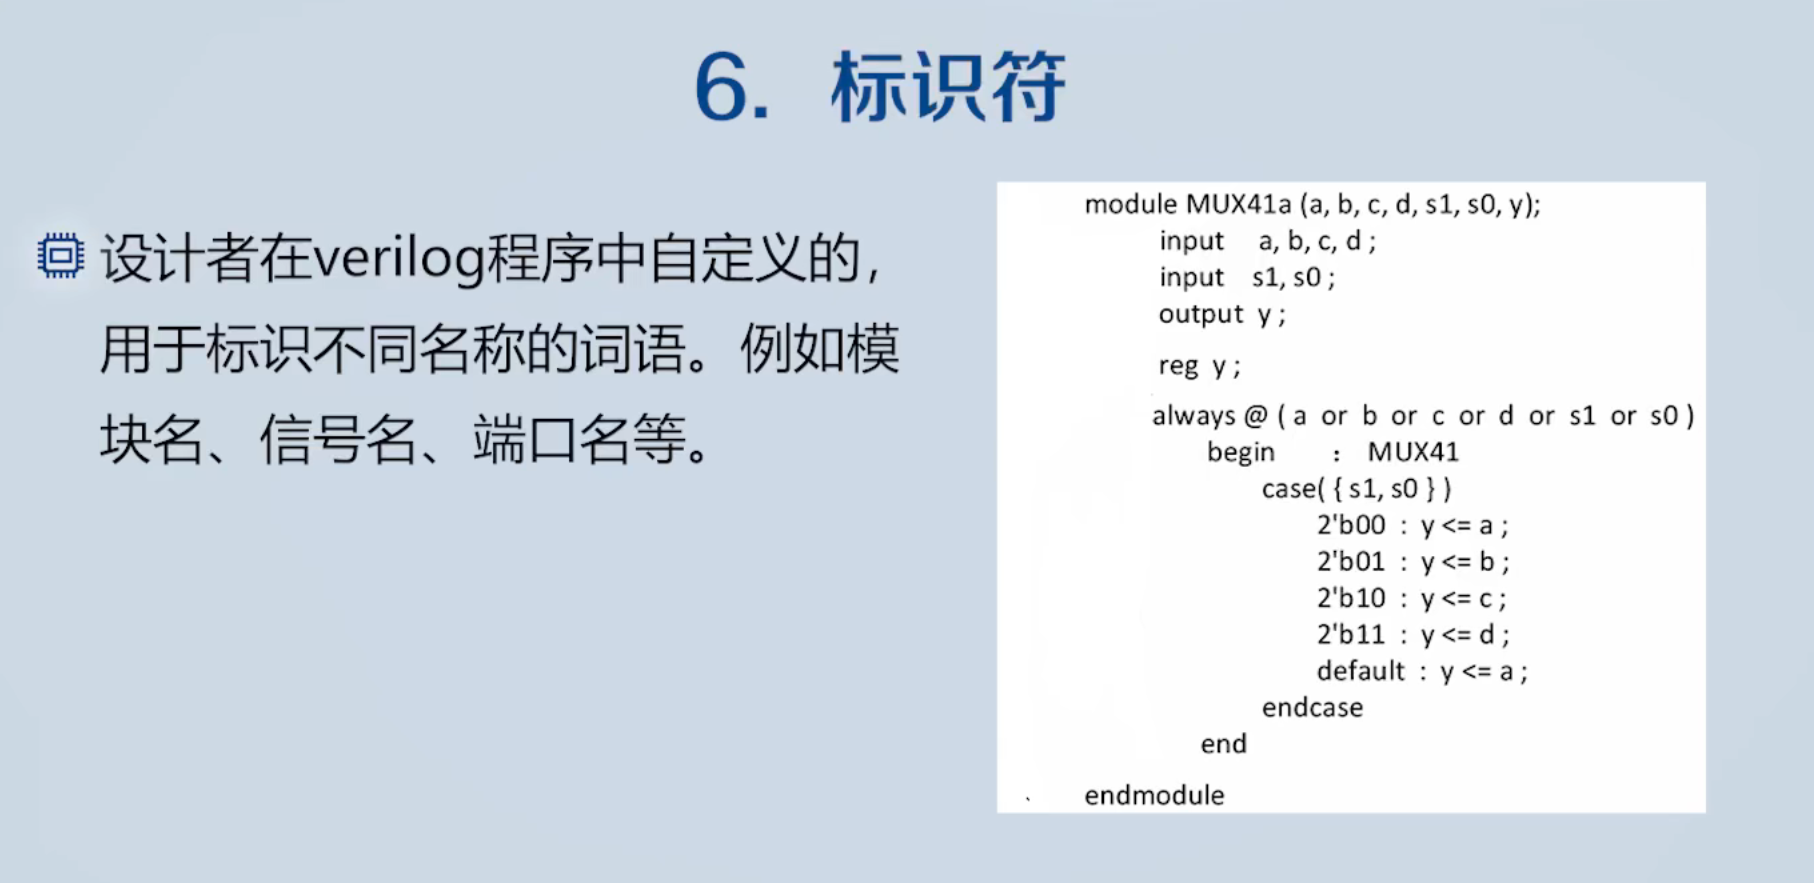 6. 标识符
设计者在verilog程序中自定义的,
用于标识不同名称的词语。例如模
块名、信号名、端口名等。
module MUX41a (a, b, c, d, s1, s0, y);
input a, b, c, d ;
input s1, s0 ;
output y ;
reg y ;
always @ ( a or b or c or d or s1 or s0 )
begin : MUX41
case( { s1, s0 } )
2'b00 : y <= a ;
2'b01 : y <= b ;
2'b10 : y <= c ;
2'b11 : y <= d ;
default : y <= a ;
endcase
end
endmodule